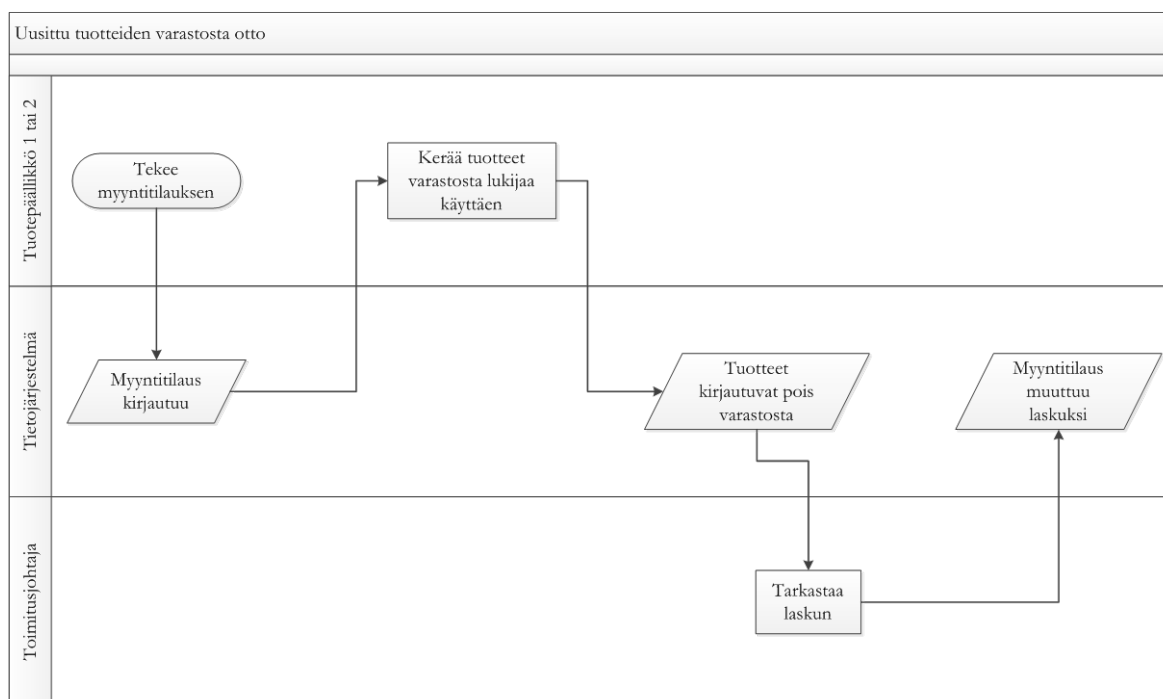 Uusittu tuotteiden varastosta otto
Tuotepäällikkö 1 tai 2
Tekee
myyntitilauksen
Kerää tuotteet
varastosta lukijaa
käyttäen
Tietojärjestelmä
Myyntitilaus
kirjautuu
Tuotteet
kirjautuvat pois
varastosta
Myyntitilaus
muuttuu
laskuksi
Toimitusjohtaja
Tarkastaa
laskun